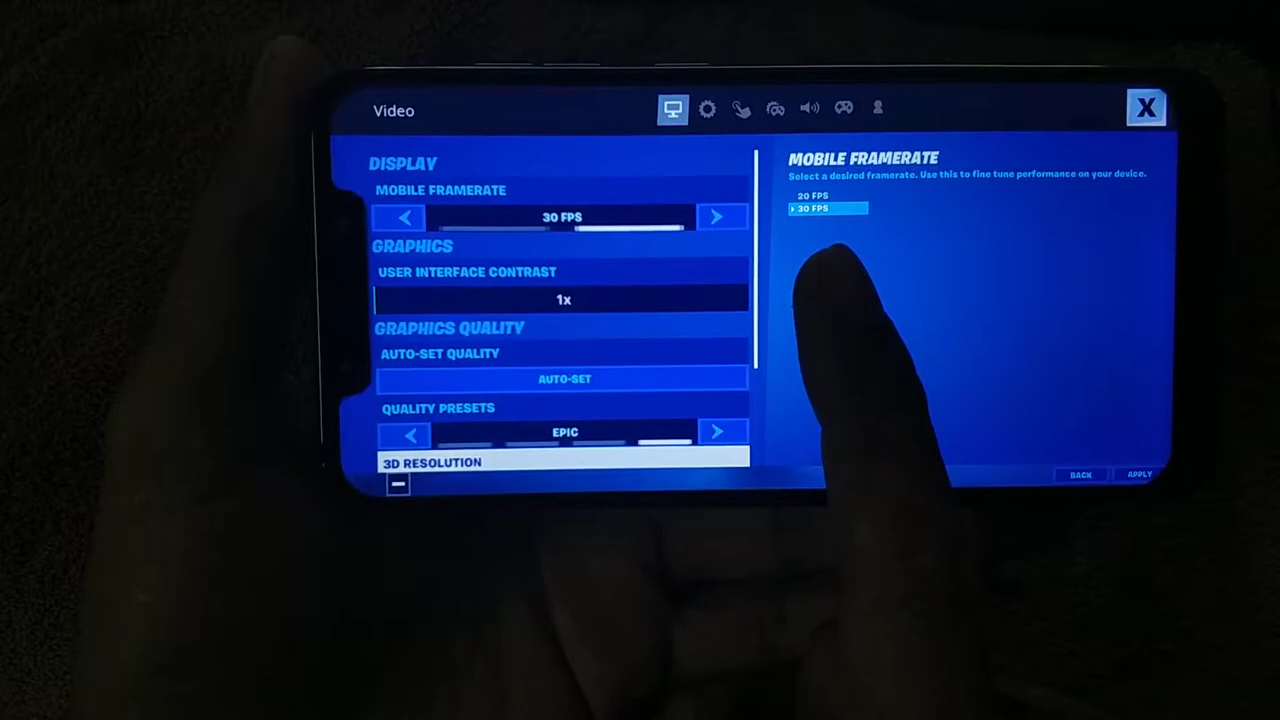 Video
X
DISPLAY
MOBILE FRAMERATE
30 FPS
GRAPHICS
USER INTERFACE CONTRAST
1x
GRAPHICS QUALITY
AUTO-SET QUALITY
AUTO-SET
QUALITY PRESETS
EPIC
3D RESOLUTION
MOBILE FRAMERATE
Select a desired framerate. Use this to fine tune performance on your device.
20 FPS
30 FPS
BACK
APPLY